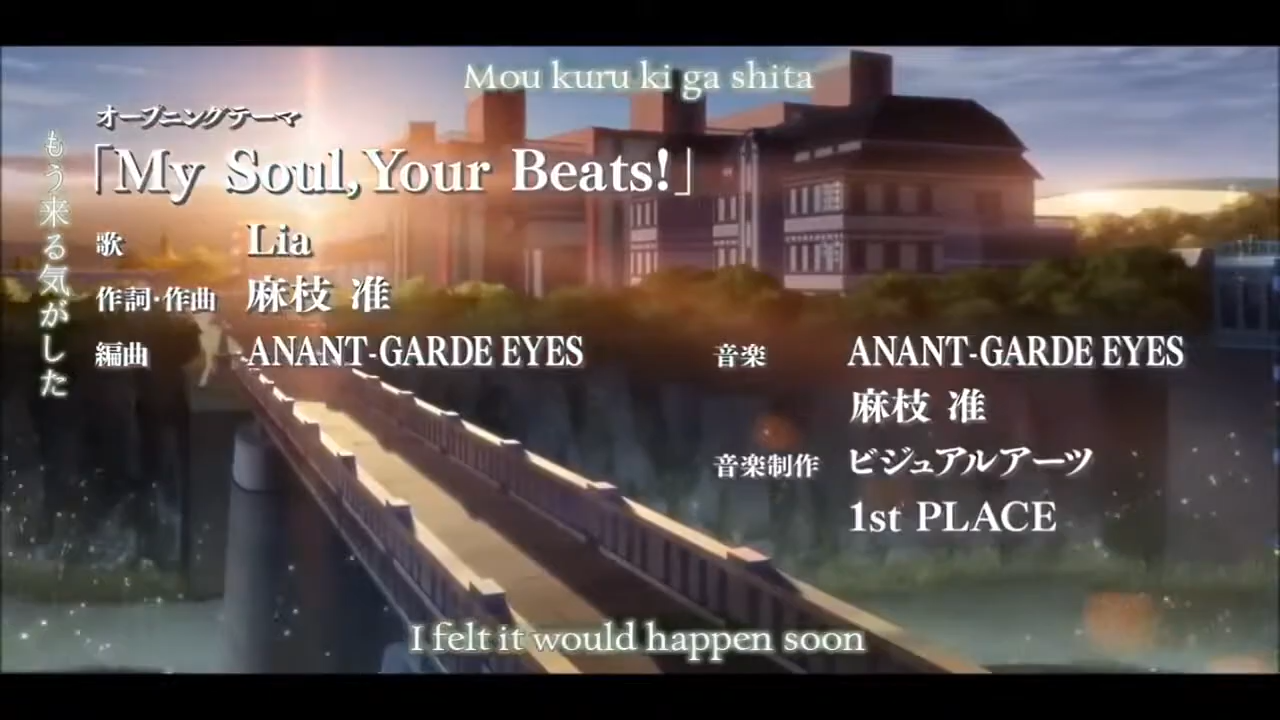 Mou kuru ki ga shita
もう来る気がした
オープニングテーマ
「My Soul,Your Beats!」
歌 Lia
作詞・作曲 麻枝 准
編曲 ANANT-GARDE EYES
音楽 ANANT-GARDE EYES
麻枝 准
音楽制作 ビジュアルアーツ
1st PLACE
I felt it would happen soon